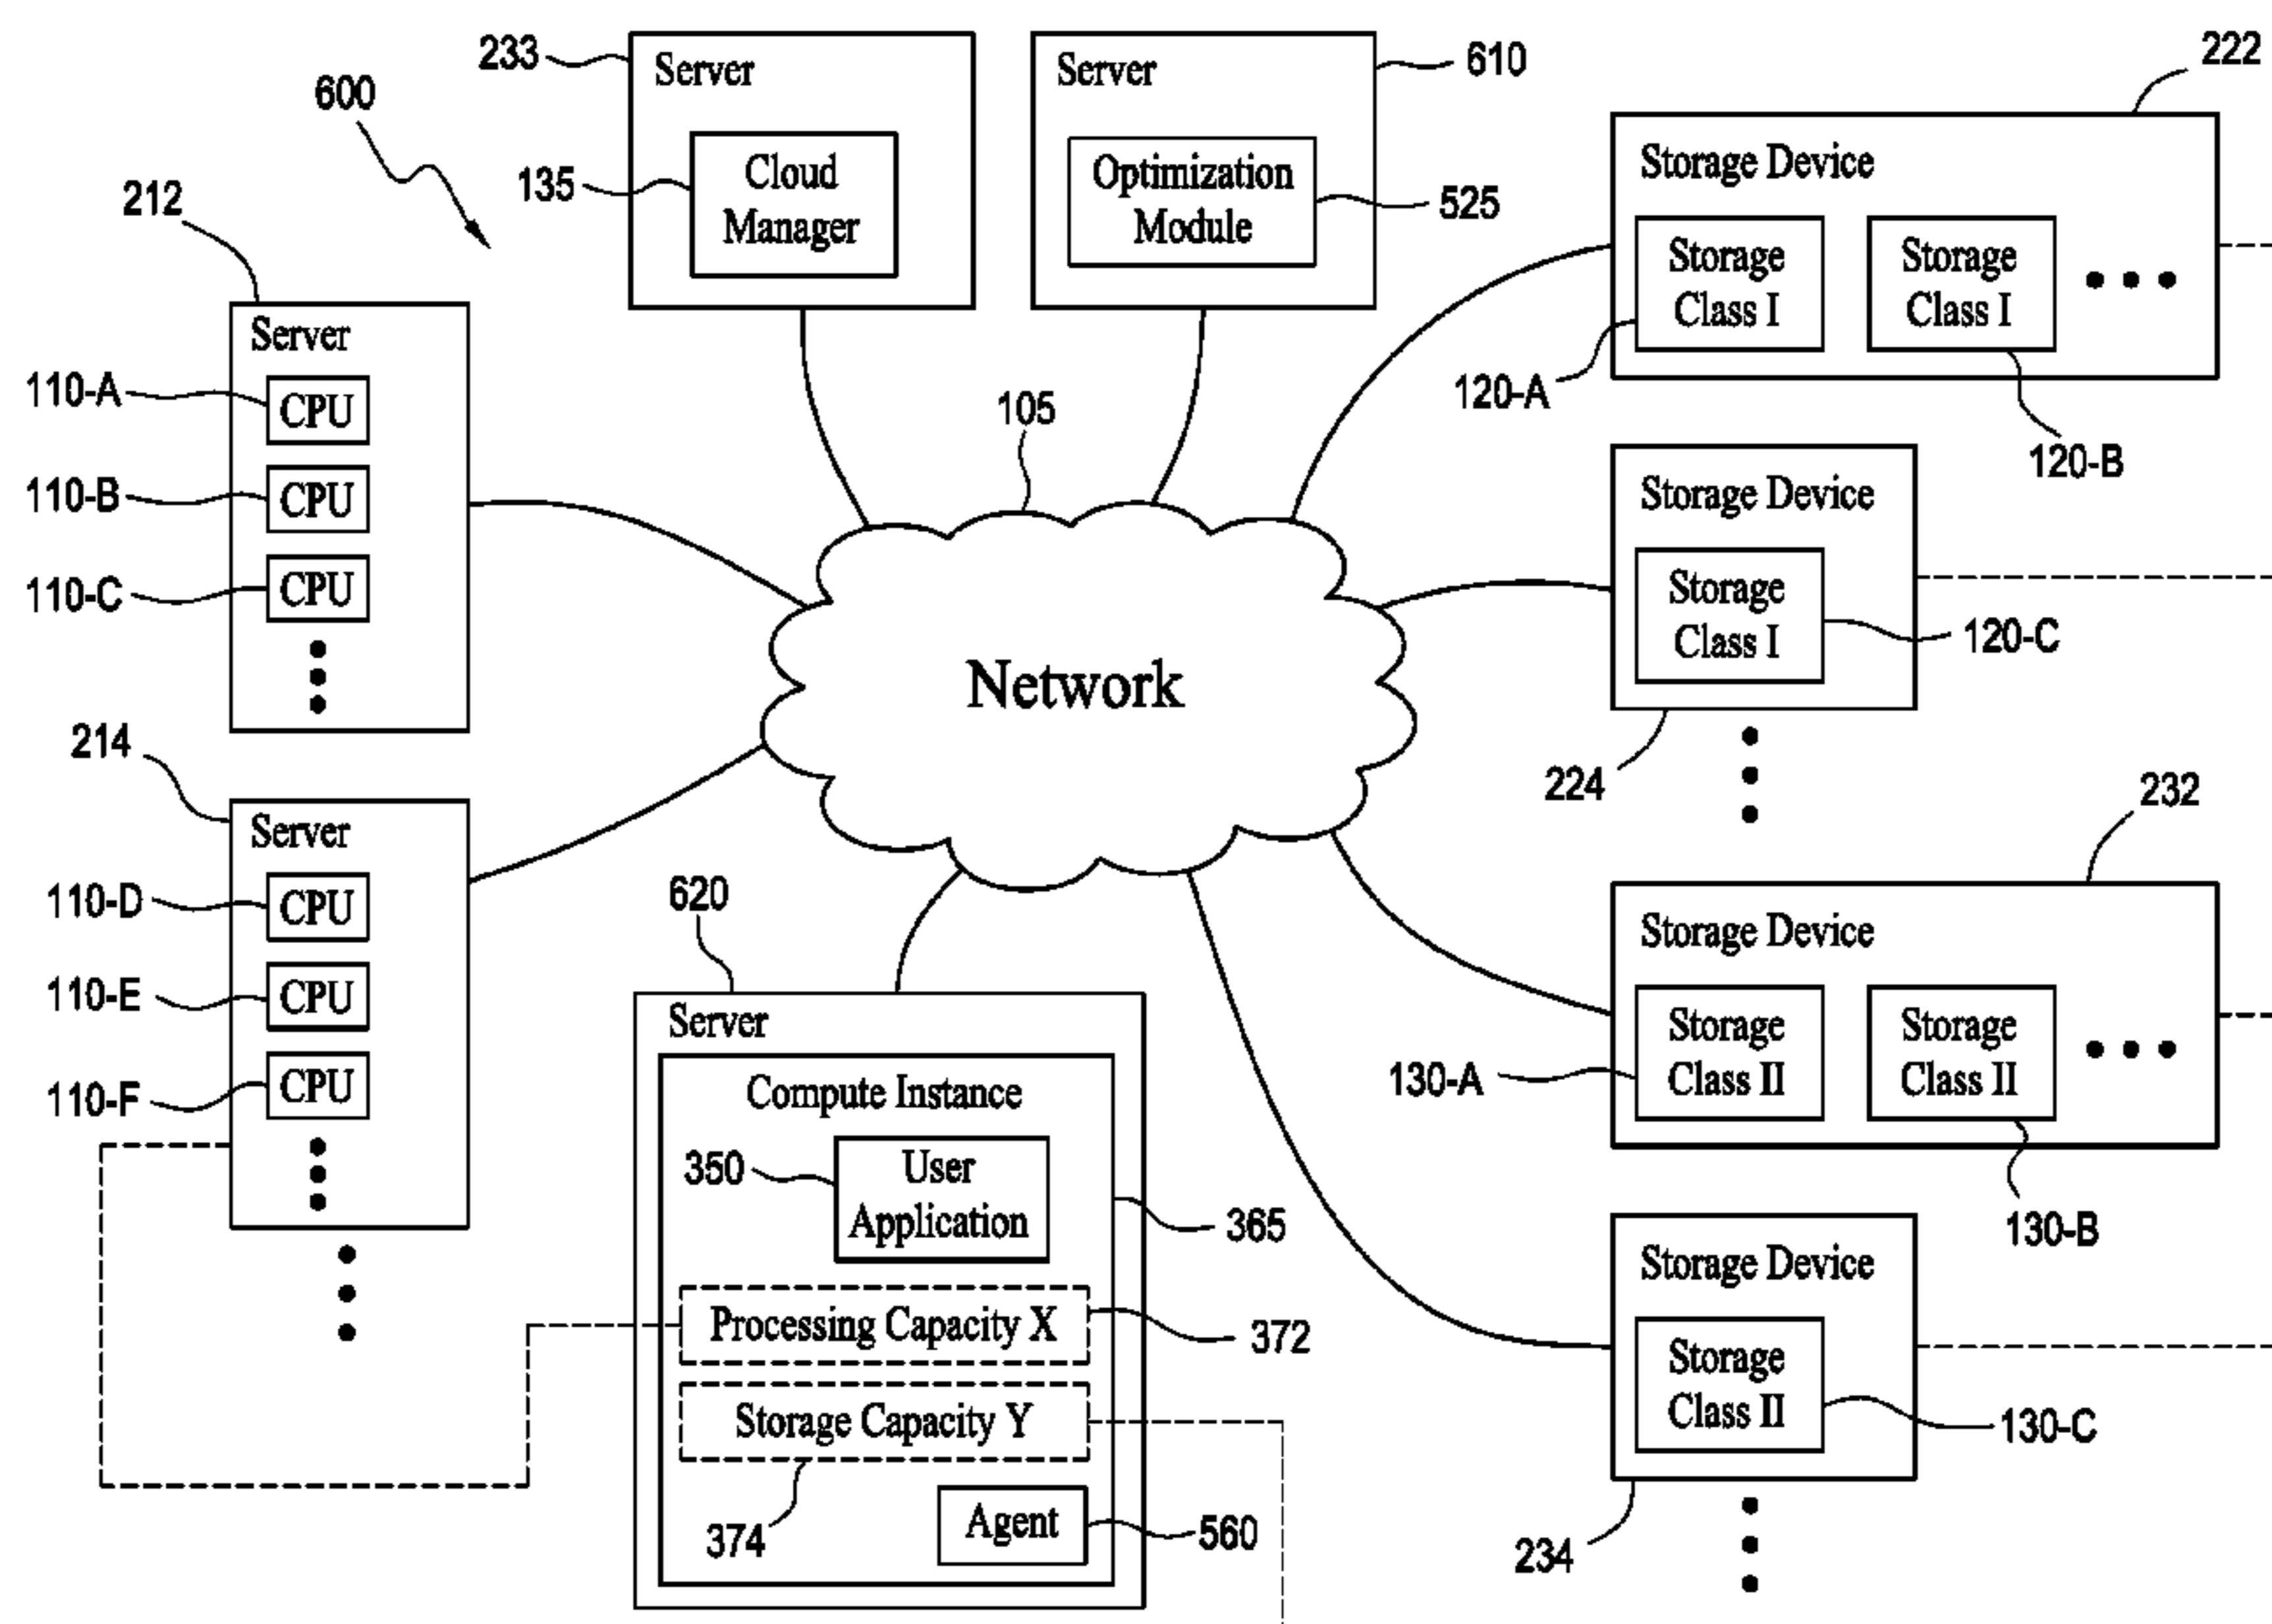 600
233
Server
135
Cloud
Manager
Server
610
Optimization
Module
525
222
Storage Device
Storage
Class I
Storage
Class I
120-A
120-B
212
Server
110-A
CPU
110-B
CPU
110-C
CPU
105
Network
Storage Device
Storage
Class I
120-C
224
214
Server
110-D
CPU
110-E
CPU
110-F
CPU
232
Storage Device
Storage
Class II
Storage
Class II
130-A
130-B
620
Server
Compute Instance
350
User
Application
365
Processing Capacity X
372
Storage Capacity Y
374
Agent
560
Storage Device
Storage
Class II
130-C
234